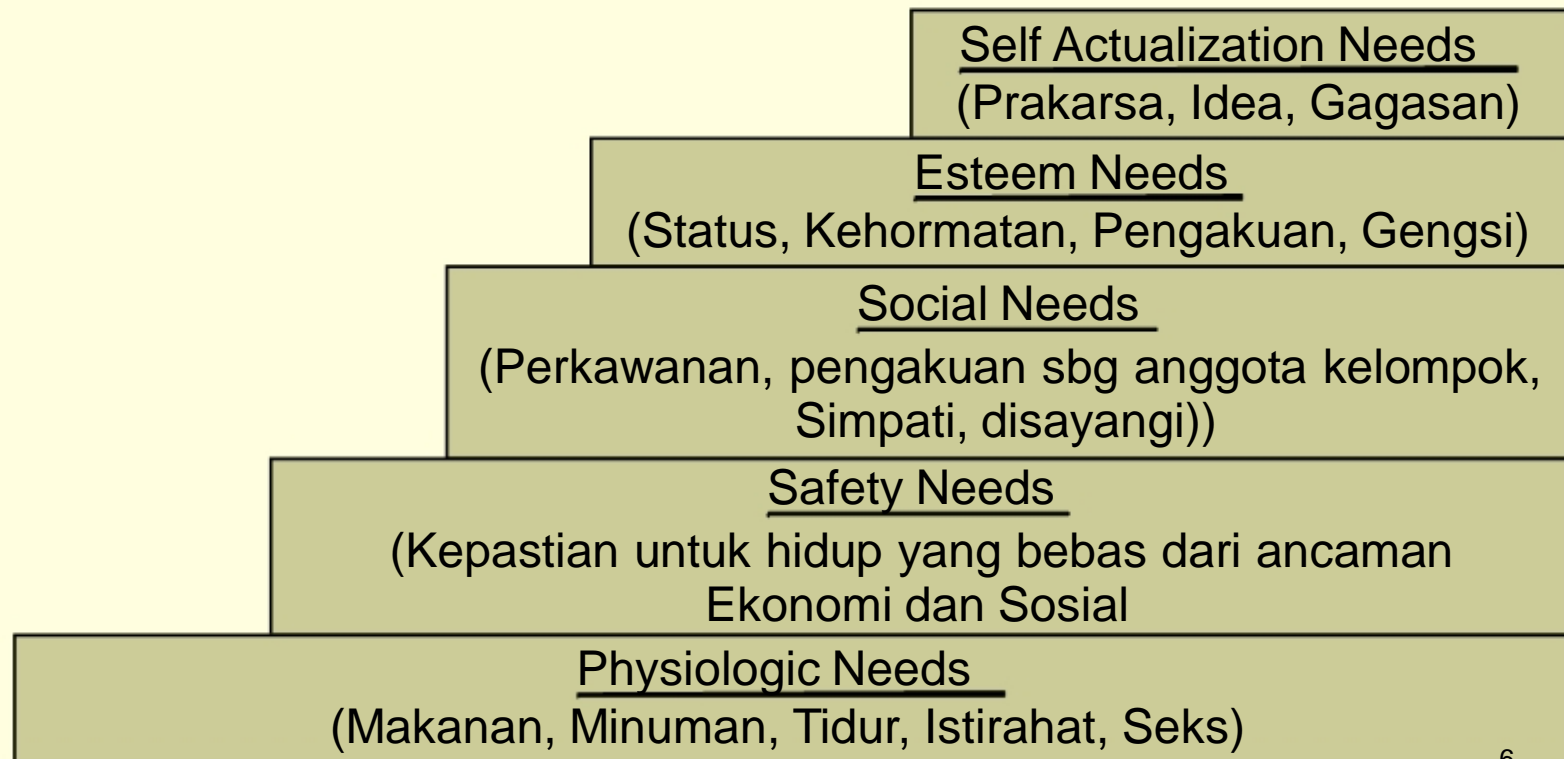 Self Actualization Needs
(Prakarsa, Idea, Gagasan)
Esteem Needs
(Status, Kehormatan, Pengakuan, Gengsi)
Social Needs
(Perkawanan, pengakuan sbg anggota kelompok,
Simpati, disayangi))
Safety Needs
(Kepastian untuk hidup yang bebas dari ancaman
Ekonomi dan Sosial
Physiologic Needs
(Makanan, Minuman, Tidur, Istirahat, Seks)
6